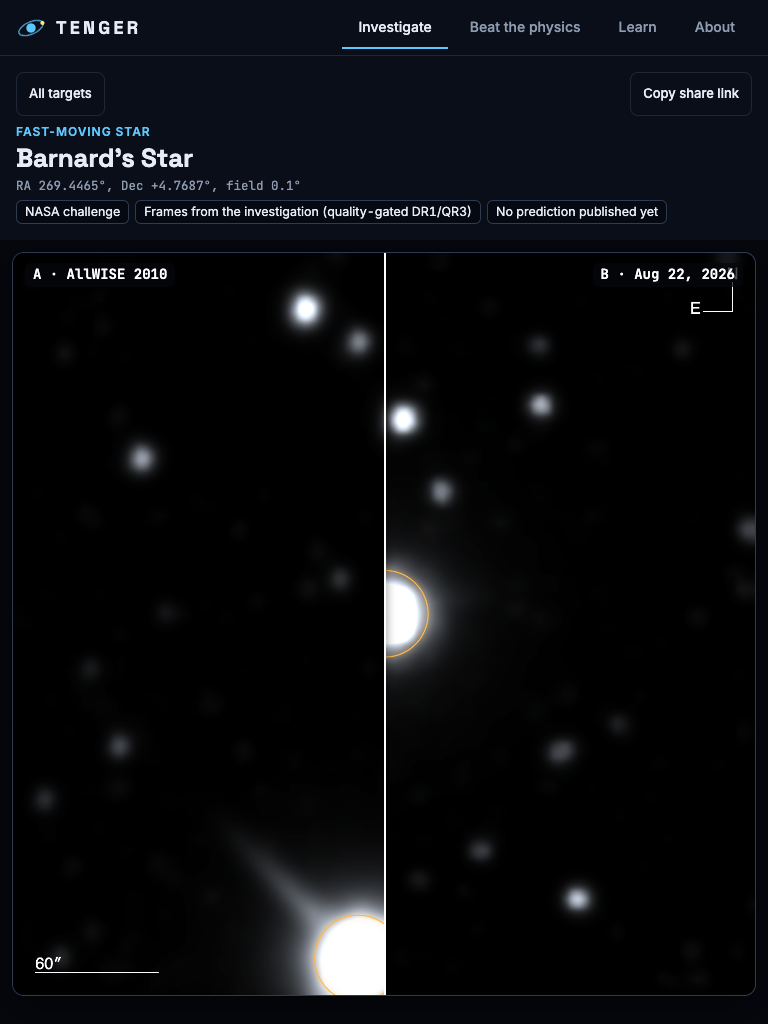 TENGER
Investigate
Beat the physics
Learn
About
All targets
Copy share link
FAST-MOVING STAR
Barnard's Star
RA 269.4465°, Dec +4.7687°, field 0.1°
NASA challenge
Frames from the investigation (quality-gated DR1/QR3)
No prediction published yet
A · AllWISE 2010
B · Aug 22, 2026
E
60″